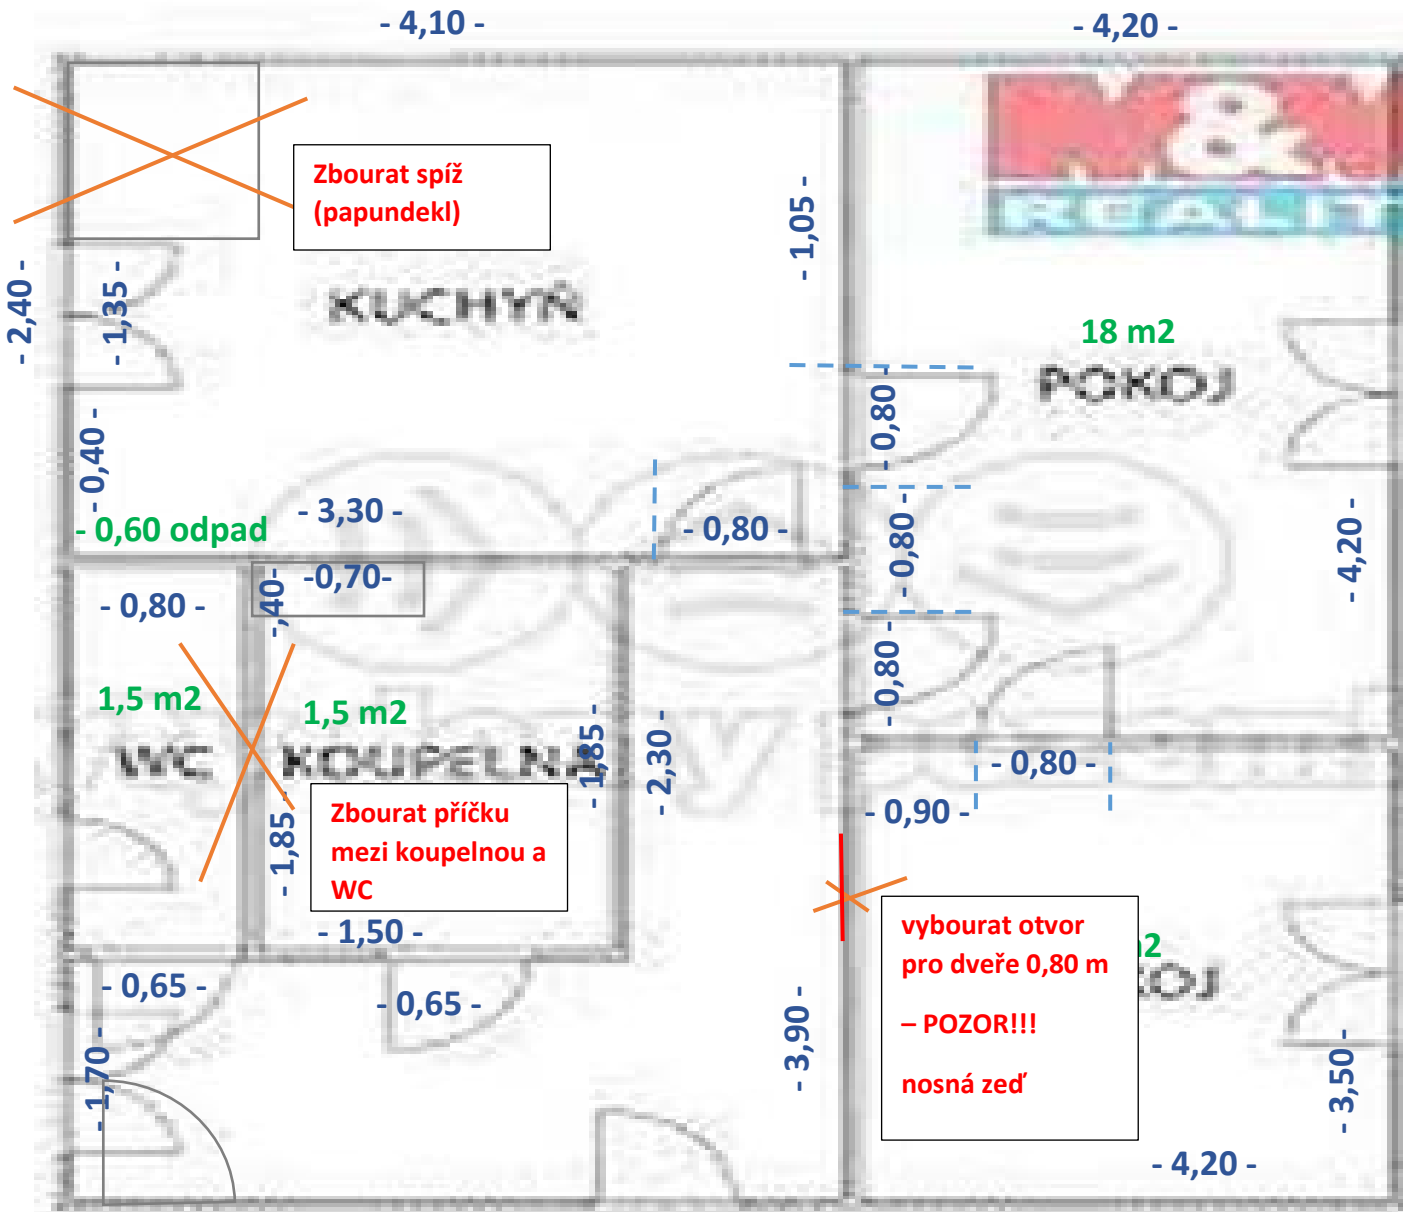 - 4,10 -
- 4,20 -
&
REALIT
Zbourat spíž
(papundekl)
- 1,05 -
- 2,40 -
- 1,35 -
KUCHYŇ
18 m2
POKOJ
- 0,80 -
- 0,40 -
- 3,30 -
- 0,60 odpad
- 0,80 -
- 0,80 -
- 4,20 -
-0,70-
-,40-
- 0,80 -
- 0,80 -
1,5 m2
1,5 m2
WC
KOUPELNA
- 1,85 -
- 2,30 -
- 0,80 -
Zbourat příčku
mezi koupelnou a
WC
- 1,85 -
- 0,90 -
- 1,50 -
vybourat otvor
pro dveře 0,80 m
– POZOR!!!
nosná zeď
m2
KOJ
- 0,65 -
- 0,65 -
- 1,70 -
- 3,90 -
- 3,50 -
- 4,20 -